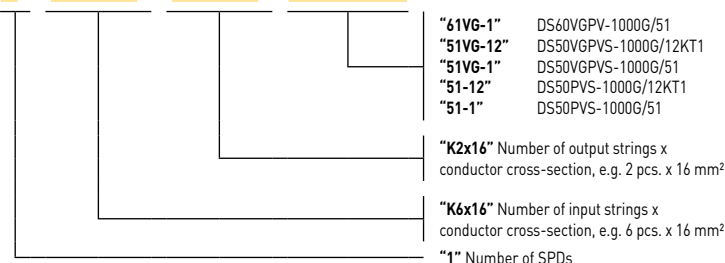 “61VG-1” DS60VGPV-1000G/51
“51VG-12” DS50VGPVS-1000G/12KT1
“51VG-1” DS50VGPVS-1000G/51
“51-12” DS50PVS-1000G/12KT1
“51-1” DS50PVS-1000G/51
“K2x16” Number of output strings x
conductor cross-section, e.g. 2 pcs. x 16 mm²
“K6x16” Number of input strings x
conductor cross-section, e.g. 6 pcs. x 16 mm²
“1” Number of SPDs